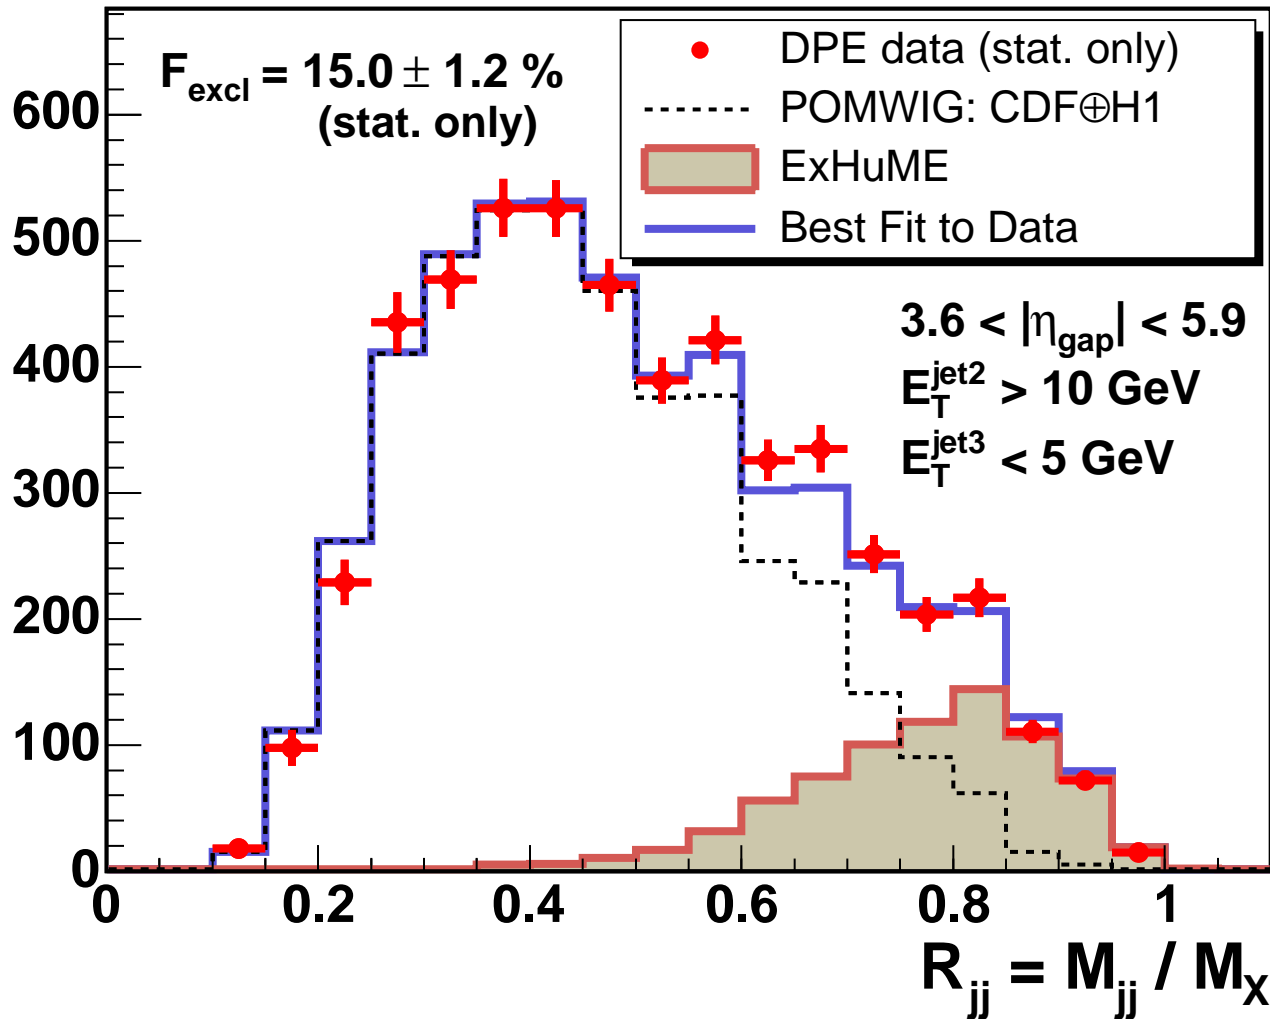 F_excl = 15.0 ± 1.2 %
(stat. only)
DPE data (stat. only)
POMWIG: CDF⊕H1
ExHuME
Best Fit to Data
3.6 < |η_gap| < 5.9
E_T^jet2 > 10 GeV
E_T^jet3 < 5 GeV
600
500
400
300
200
100
0
0 0.2 0.4 0.6 0.8 1
R_jj = M_jj / M_X